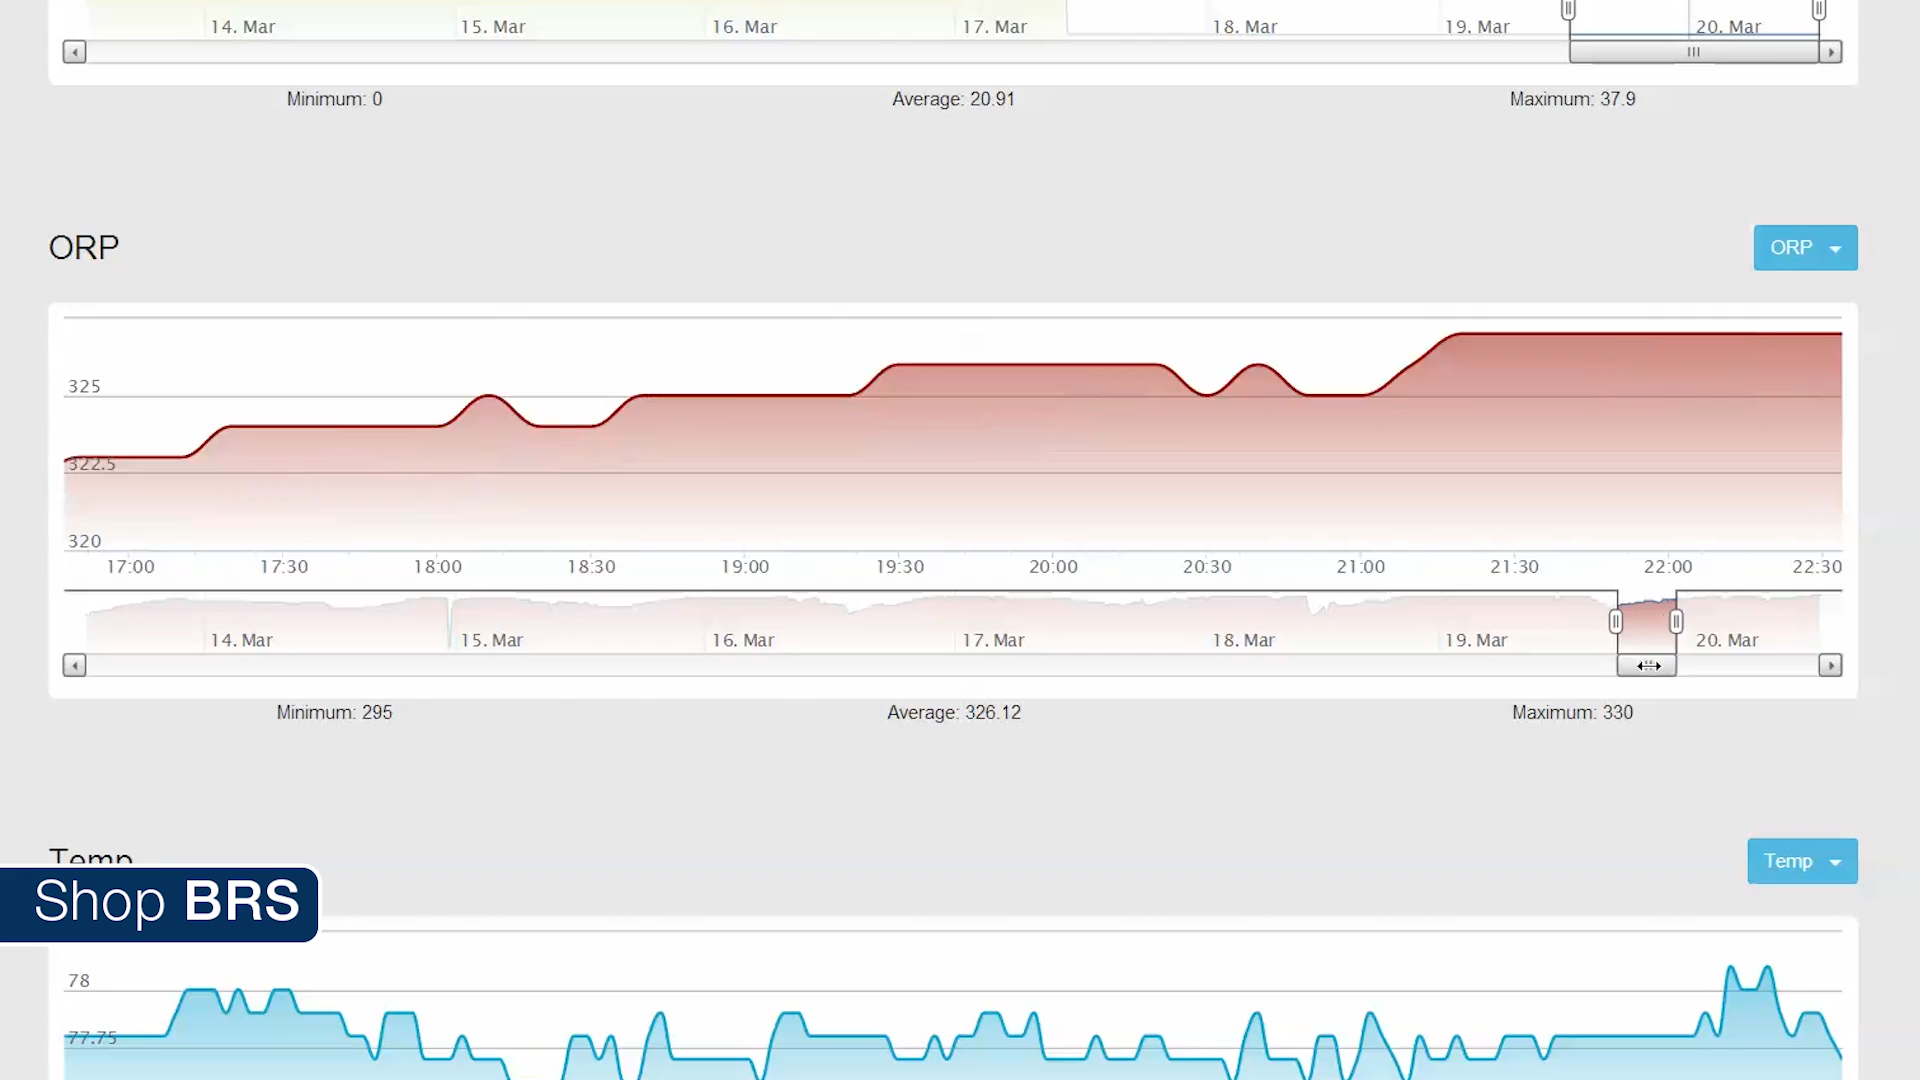 14. Mar 15. Mar 16. Mar 17. Mar 18. Mar 19. Mar 20. Mar
Minimum: 0 Average: 20.91 Maximum: 37.9
ORP ORP
325
322.5
320
17:00 17:30 18:00 18:30 19:00 19:30 20:00 20:30 21:00 21:30 22:00 22:30
14. Mar 15. Mar 16. Mar 17. Mar 18. Mar 19. Mar 20. Mar
Minimum: 295 Average: 326.12 Maximum: 330
Temp Temp
Shop BRS
78
77.75